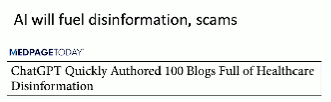 AI will fuel disinformation, scams
MEDPAGETODAY
ChatGPT Quickly Authored 100 Blogs Full of Healthcare
Disinformation